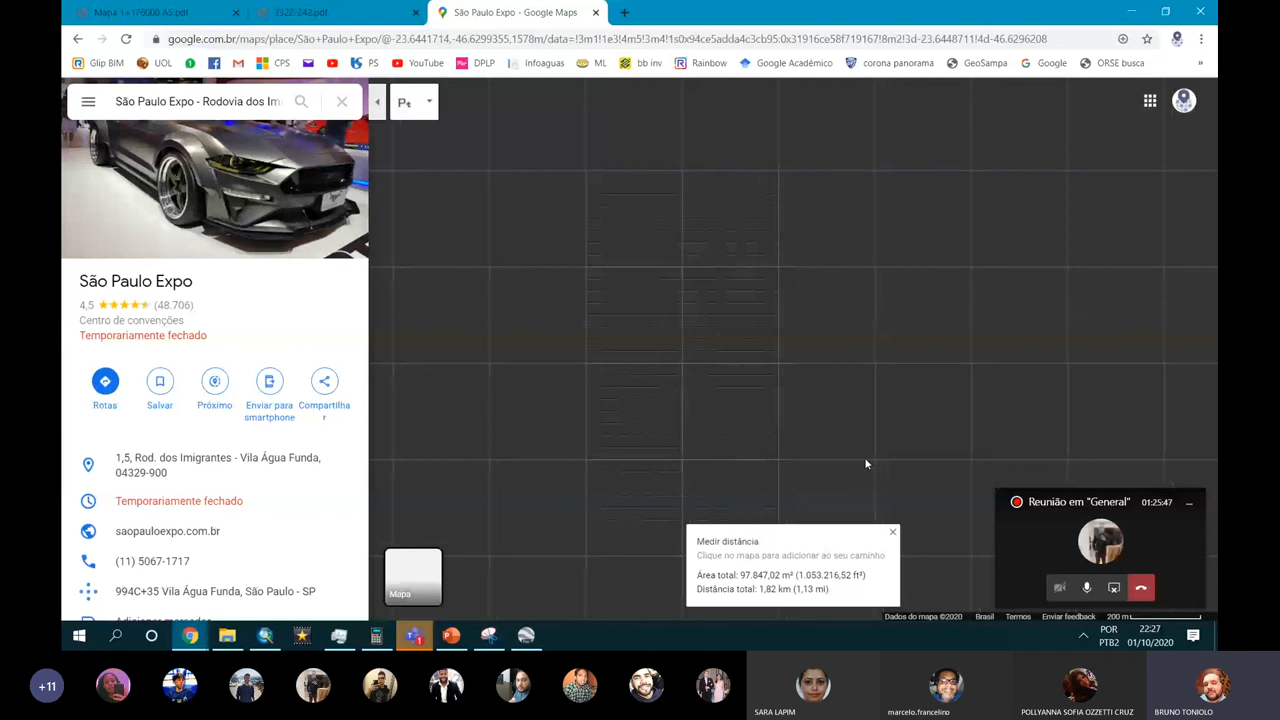 Mapa 1=176000 A5.pdf
3322-242.pdf
São Paulo Expo - Google Maps
google.com.br/maps/place/São+Paulo+Expo/@-23.6441714,-46.6299355,1578m/data=!3m1!1e3!4m5!3m4!1s0x94ce5adda4c3cb95:0x31916ce58f719167!8m2!3d-23.6448711!4d-46.6296208
Glip BIM
UOL
CPS
PS
YouTube
DPLP
Infoaguas
ML
bb inv
Rainbow
Google Acadêmico
corona panorama
GeoSampa
Google
ORSE busca
São Paulo Expo - Rodovia dos Imi
São Paulo Expo
4,5 (48.706)
Centro de convenções
Temporariamente fechado
Rotas
Salvar
Próximo
Enviar para
smartphone
Compartilha
r
1,5, Rod. dos Imigrantes - Vila Água Funda,
04329-900
Temporariamente fechado
saopauloexpo.com.br
(11) 5067-1717
994C+35 Vila Água Funda, São Paulo - SP
Mapa
Medir distância
Clique no mapa para adicionar ao seu caminho
Área total: 97.847,02 m² (1.053.216,52 ft²)
Distância total: 1,82 km (1,13 mi)
Reunião em "General"
01:25:47
Dados do mapa ©2020
Brasil
Termos
Enviar feedback
200 m
POR
PTB2
22:27
01/10/2020
+11
SARA LAPIM
marcelo.francelino
POLLYANNA SOFIA OZZETTI CRUZ
BRUNO TONIOLO